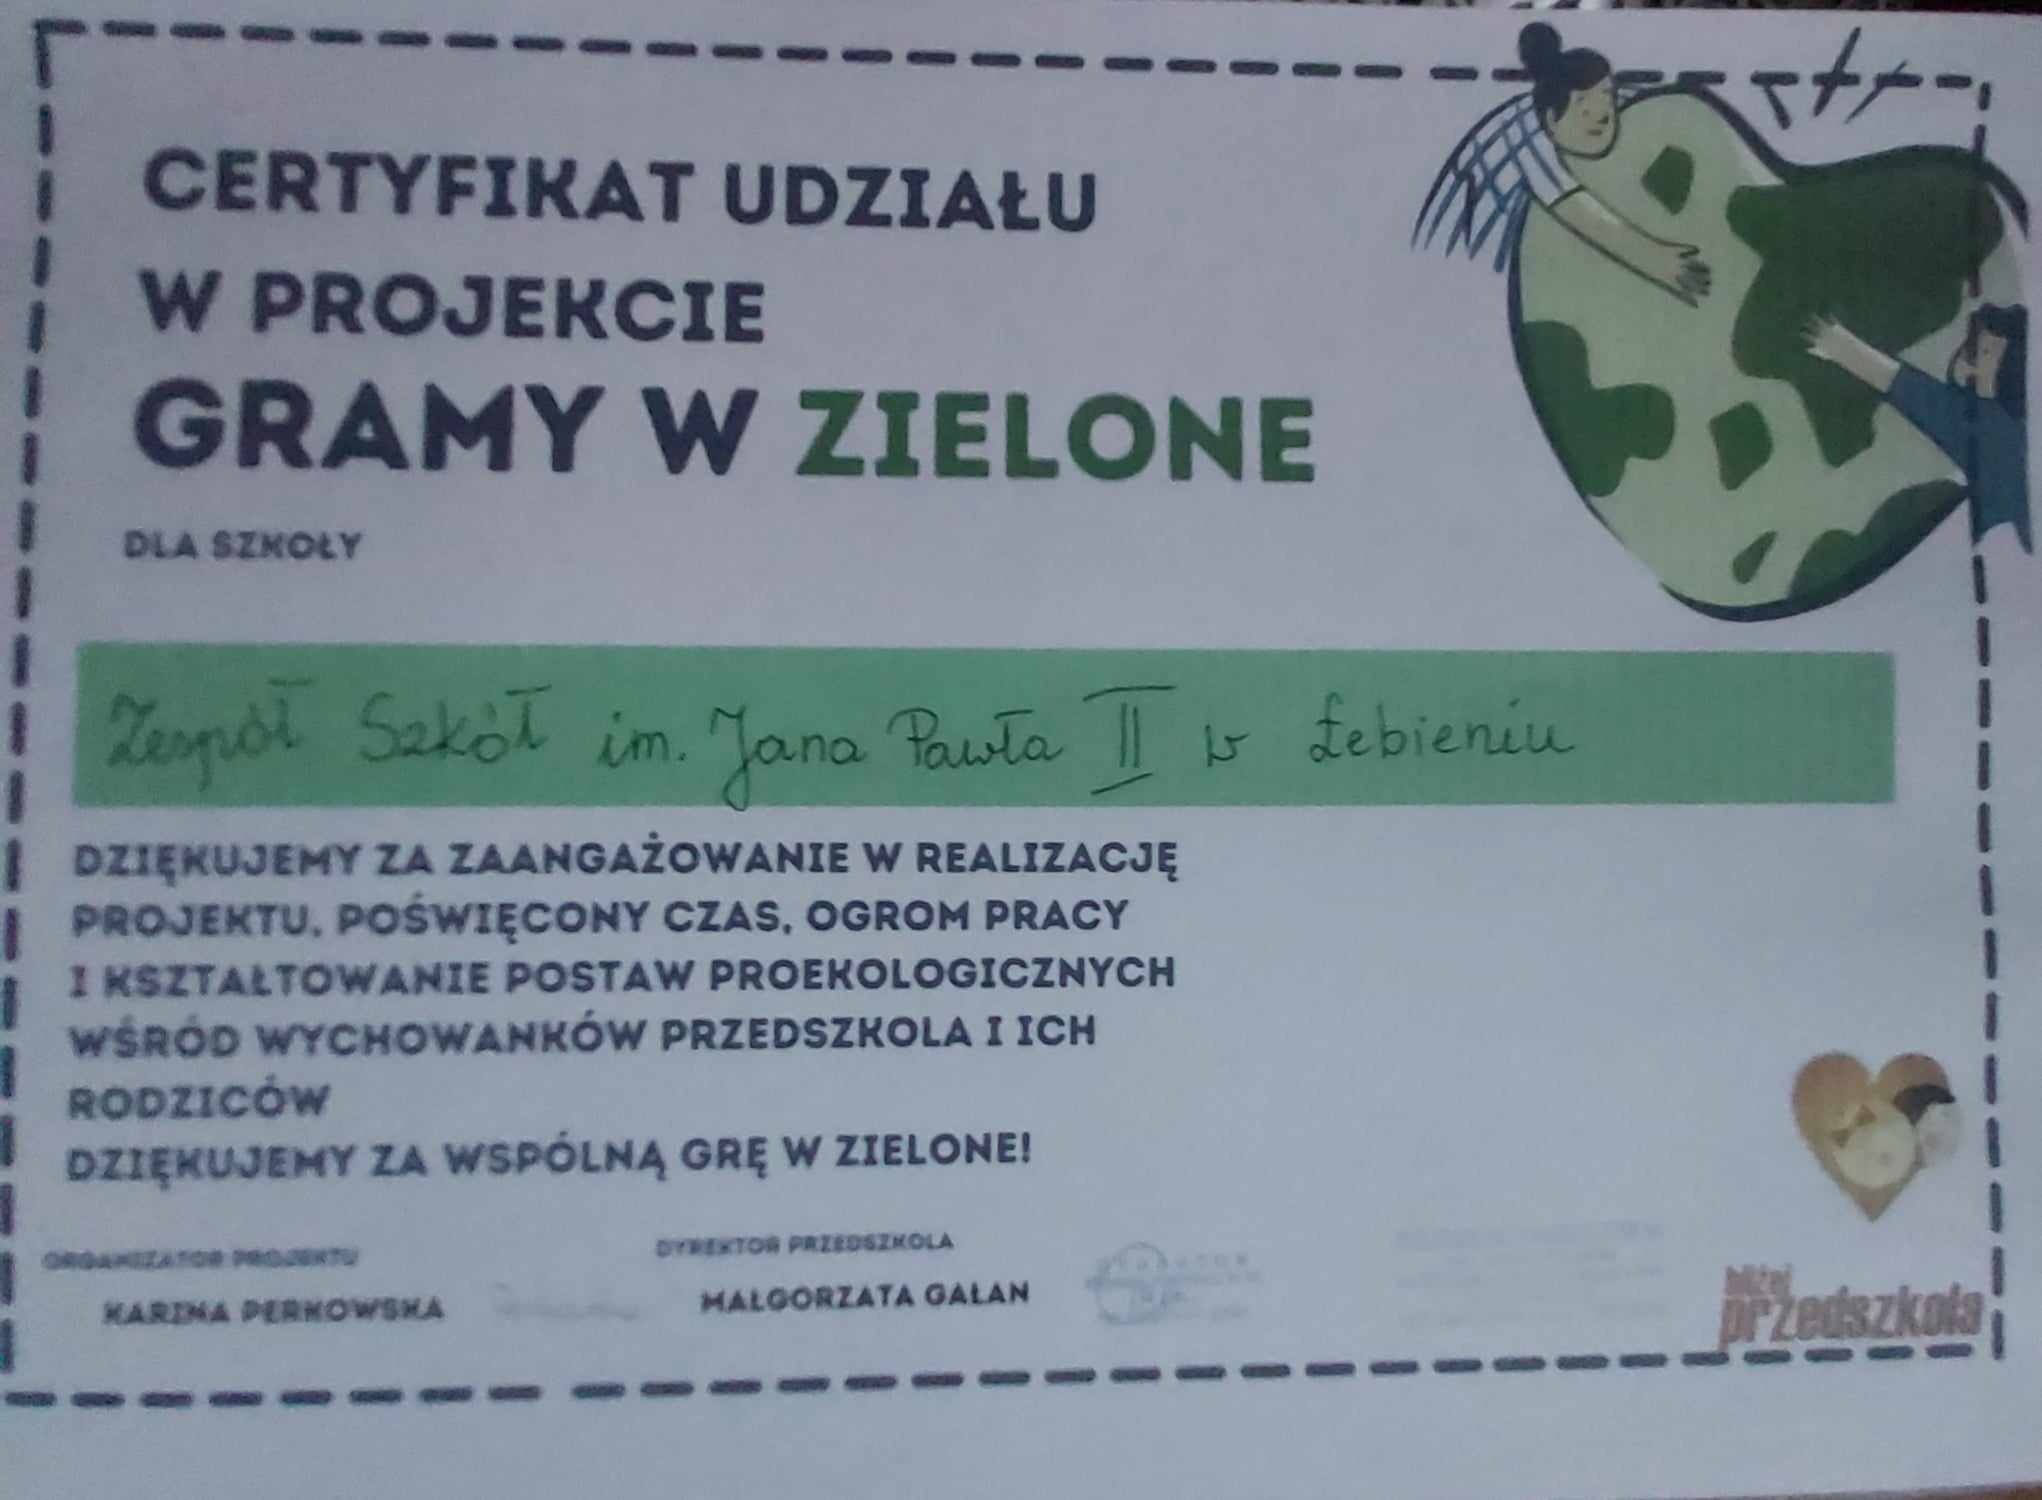 CERTYFIKAT UDZIAŁU
W PROJEKCIE
GRAMY W ZIELONE
DLA SZKOŁY
Zespół Szkół im. Jana Pawła II w Łebieniu
DZIĘKUJEMY ZA ZAANGAŻOWANIE W REALIZACJĘ
PROJEKTU, POŚWIĘCONY CZAS, OGROM PRACY
I KSZTAŁTOWANIE POSTAW PROEKOLOGICZNYCH
WŚRÓD WYCHOWANKÓW PRZEDSZKOLA I ICH
RODZICÓW
DZIĘKUJEMY ZA WSPÓLNĄ GRĘ W ZIELONE!
ORGANIZATOR PROJEKTU
KARINA PERKOWSKA
DYREKTOR PRZEDSZKOLA
MAŁGORZATA GALAN
bliżej
przedszkola